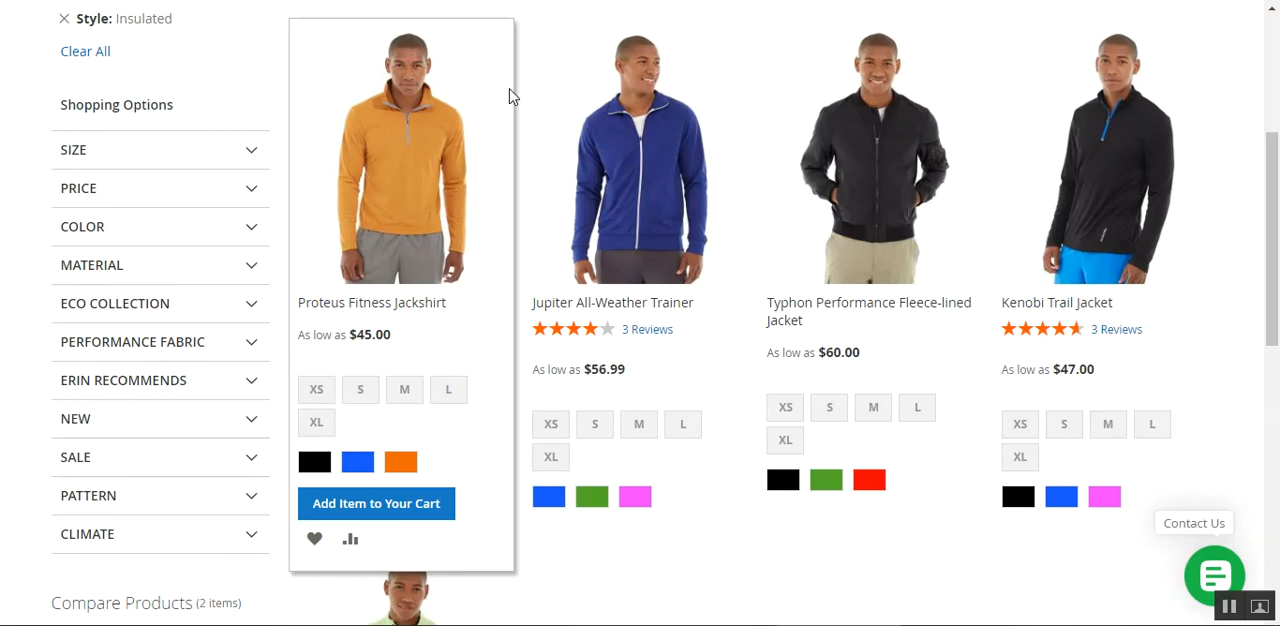 Style: Insulated
Clear All
Shopping Options
SIZE
PRICE
COLOR
MATERIAL
ECO COLLECTION
PERFORMANCE FABRIC
ERIN RECOMMENDS
NEW
SALE
PATTERN
CLIMATE
Compare Products (2 items)
Proteus Fitness Jackshirt
As low as $45.00
XS S M L
XL
Add Item to Your Cart
Jupiter All-Weather Trainer
3 Reviews
As low as $56.99
XS S M L
XL
Typhon Performance Fleece-lined
Jacket
As low as $60.00
XS S M L
XL
Kenobi Trail Jacket
3 Reviews
As low as $47.00
XS S M L
XL
Contact Us